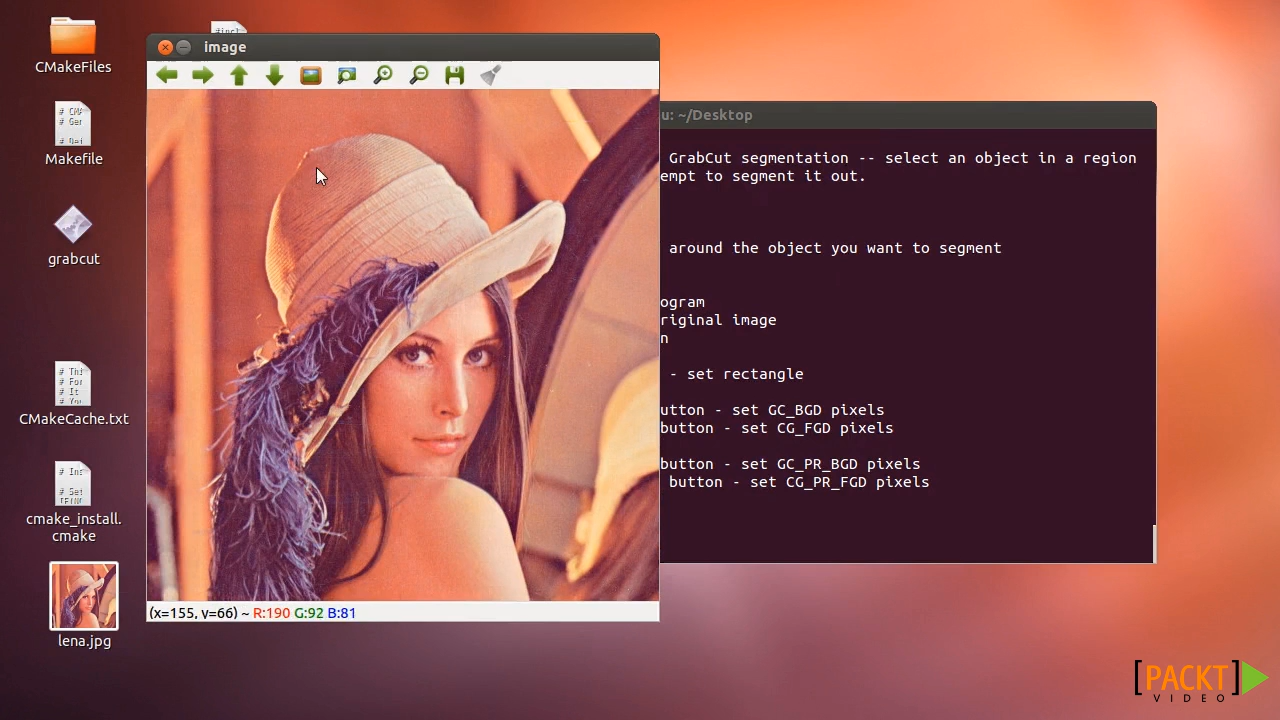 CMakeFiles
Makefile
grabcut
CMakeCache.txt
cmake_install.
cmake
lena.jpg
image
(x=155, y=66) ~ R:190 G:92 B:81
u: ~/Desktop
GrabCut segmentation -- select an object in a region
empt to segment it out.
around the object you want to segment
ogram
riginal image
n
- set rectangle
utton - set GC_BGD pixels
button - set CG_FGD pixels
button - set GC_PR_BGD pixels
button - set CG_PR_FGD pixels
[PACKT]
VIDEO